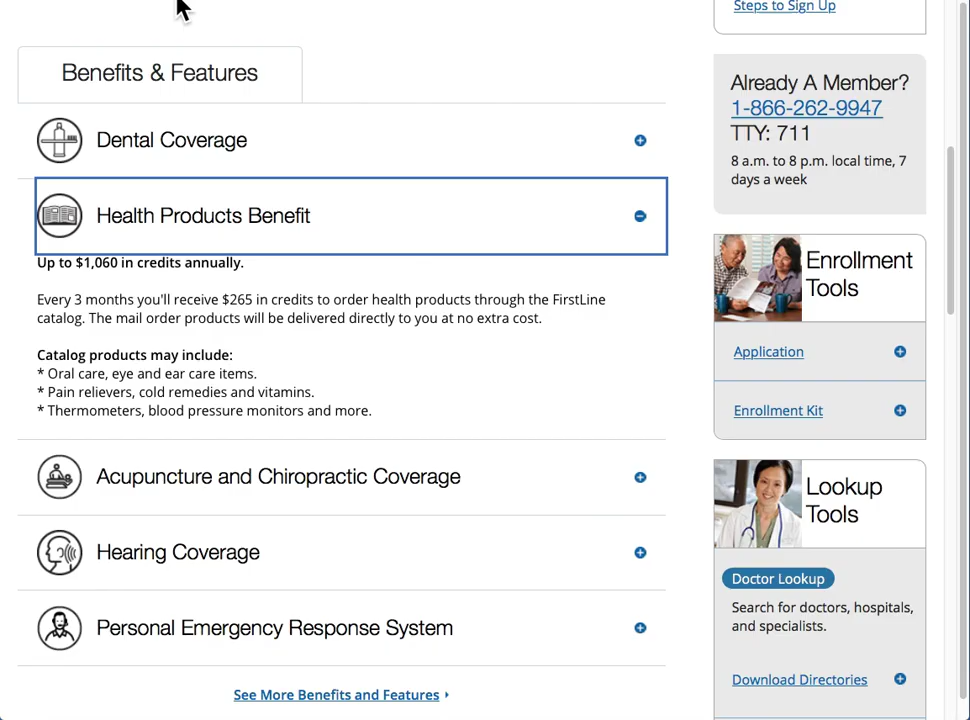 Benefits & Features
Dental Coverage
Health Products Benefit
Up to $1,060 in credits annually.
Every 3 months you'll receive $265 in credits to order health products through the FirstLine
catalog. The mail order products will be delivered directly to you at no extra cost.
Catalog products may include:
* Oral care, eye and ear care items.
* Pain relievers, cold remedies and vitamins.
* Thermometers, blood pressure monitors and more.
Acupuncture and Chiropractic Coverage
Hearing Coverage
Personal Emergency Response System
See More Benefits and Features
Steps to Sign Up
Already A Member?
1-866-262-9947
TTY: 711
8 a.m. to 8 p.m. local time, 7
days a week
Enrollment
Tools
Application
Enrollment Kit
Lookup
Tools
Doctor Lookup
Search for doctors, hospitals,
and specialists.
Download Directories